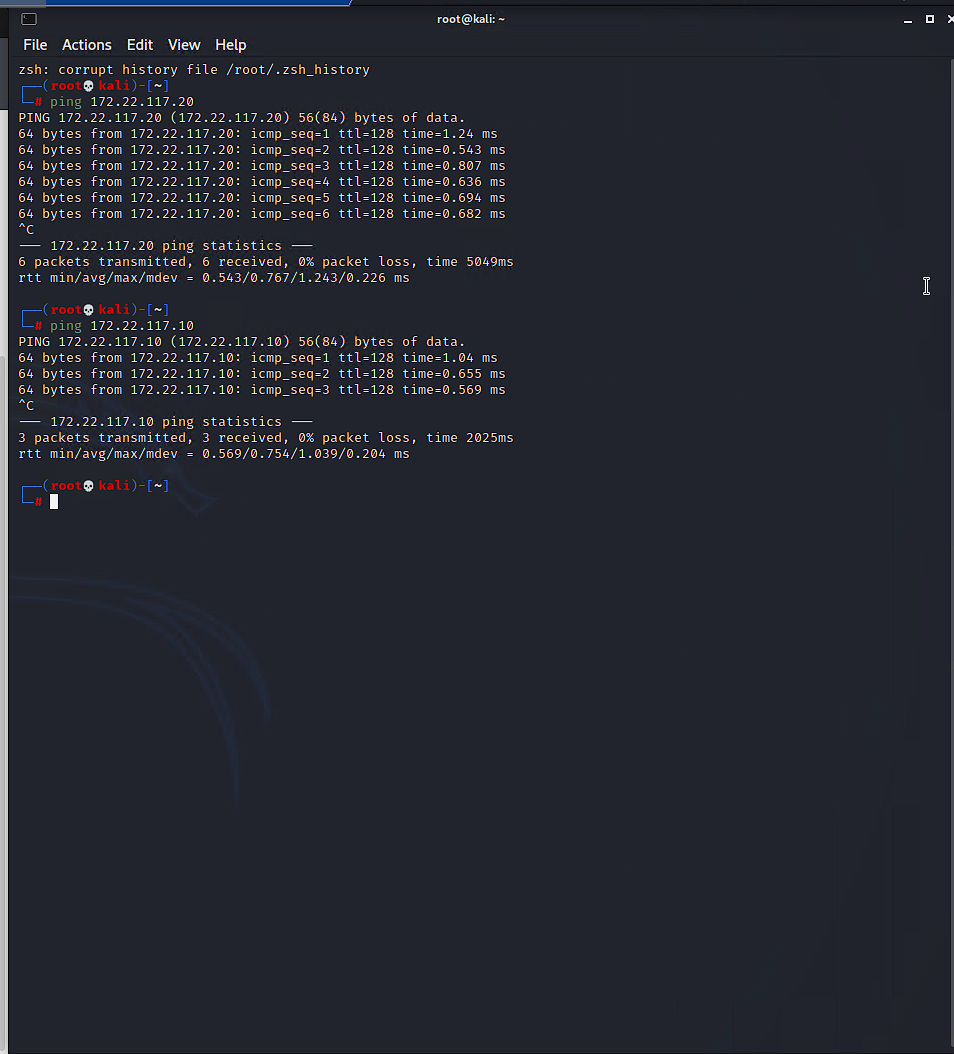 root@kali: ~
File Actions Edit View Help
zsh: corrupt history file /root/.zsh_history
┌──(root💀kali)-[~]
└─# ping 172.22.117.20
PING 172.22.117.20 (172.22.117.20) 56(84) bytes of data.
64 bytes from 172.22.117.20: icmp_seq=1 ttl=128 time=1.24 ms
64 bytes from 172.22.117.20: icmp_seq=2 ttl=128 time=0.543 ms
64 bytes from 172.22.117.20: icmp_seq=3 ttl=128 time=0.807 ms
64 bytes from 172.22.117.20: icmp_seq=4 ttl=128 time=0.636 ms
64 bytes from 172.22.117.20: icmp_seq=5 ttl=128 time=0.694 ms
64 bytes from 172.22.117.20: icmp_seq=6 ttl=128 time=0.682 ms
^C
─── 172.22.117.20 ping statistics ───
6 packets transmitted, 6 received, 0% packet loss, time 5049ms
rtt min/avg/max/mdev = 0.543/0.767/1.243/0.226 ms
┌──(root💀kali)-[~]
└─# ping 172.22.117.10
PING 172.22.117.10 (172.22.117.10) 56(84) bytes of data.
64 bytes from 172.22.117.10: icmp_seq=1 ttl=128 time=1.04 ms
64 bytes from 172.22.117.10: icmp_seq=2 ttl=128 time=0.655 ms
64 bytes from 172.22.117.10: icmp_seq=3 ttl=128 time=0.569 ms
^C
─── 172.22.117.10 ping statistics ───
3 packets transmitted, 3 received, 0% packet loss, time 2025ms
rtt min/avg/max/mdev = 0.569/0.754/1.039/0.204 ms
┌──(root💀kali)-[~]
└─#